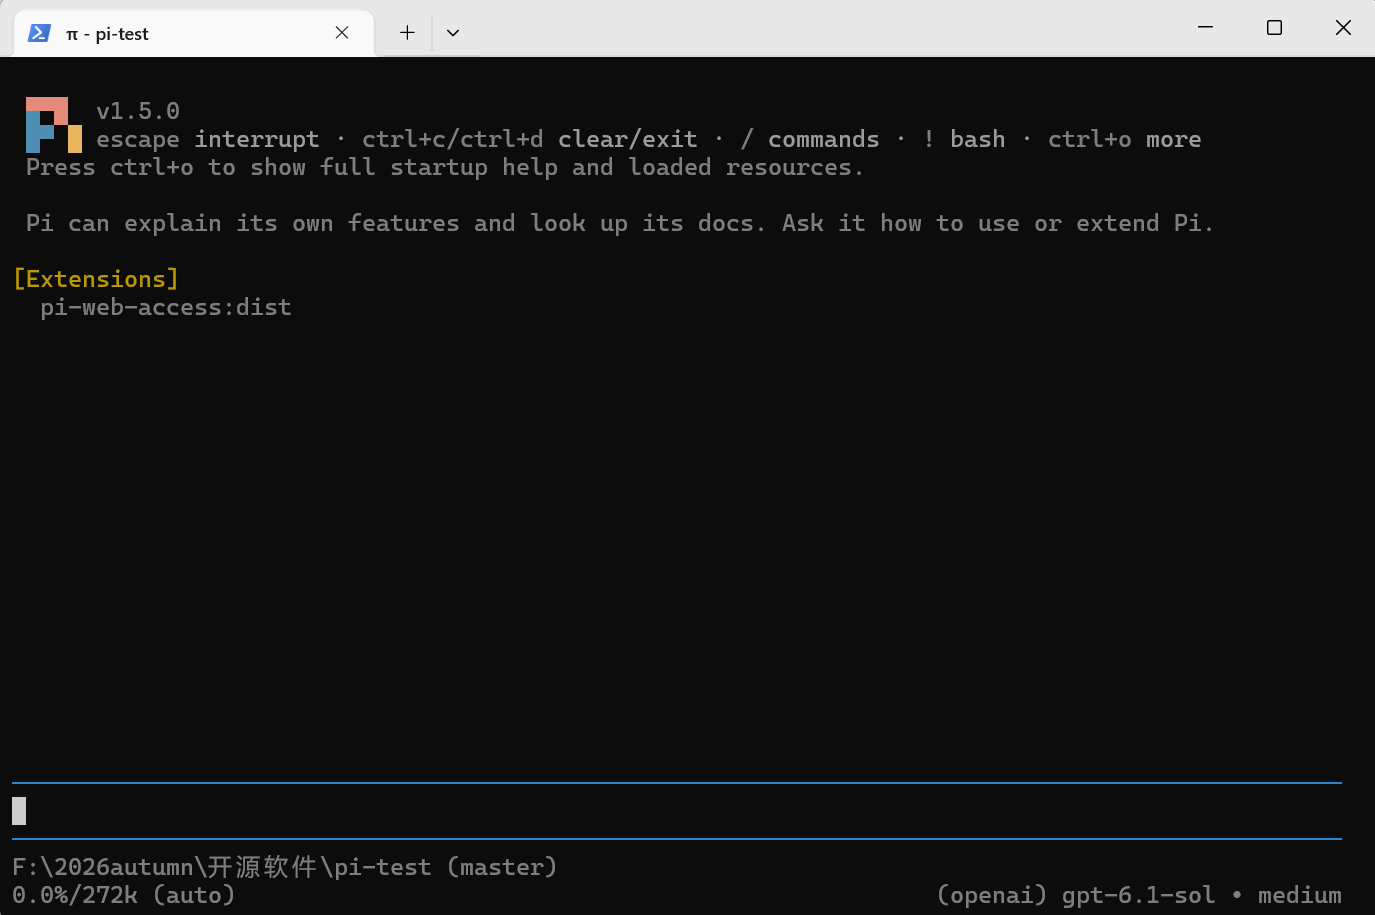 π - pi-test
v1.5.0
escape interrupt · ctrl+c/ctrl+d clear/exit · / commands · ! bash · ctrl+o more
Press ctrl+o to show full startup help and loaded resources.
Pi can explain its own features and look up its docs. Ask it how to use or extend Pi.
[Extensions]
pi-web-access:dist
F:\2026autumn\开源软件\pi-test (master)
0.0%/272k (auto) (openai) gpt-6.1-sol • medium